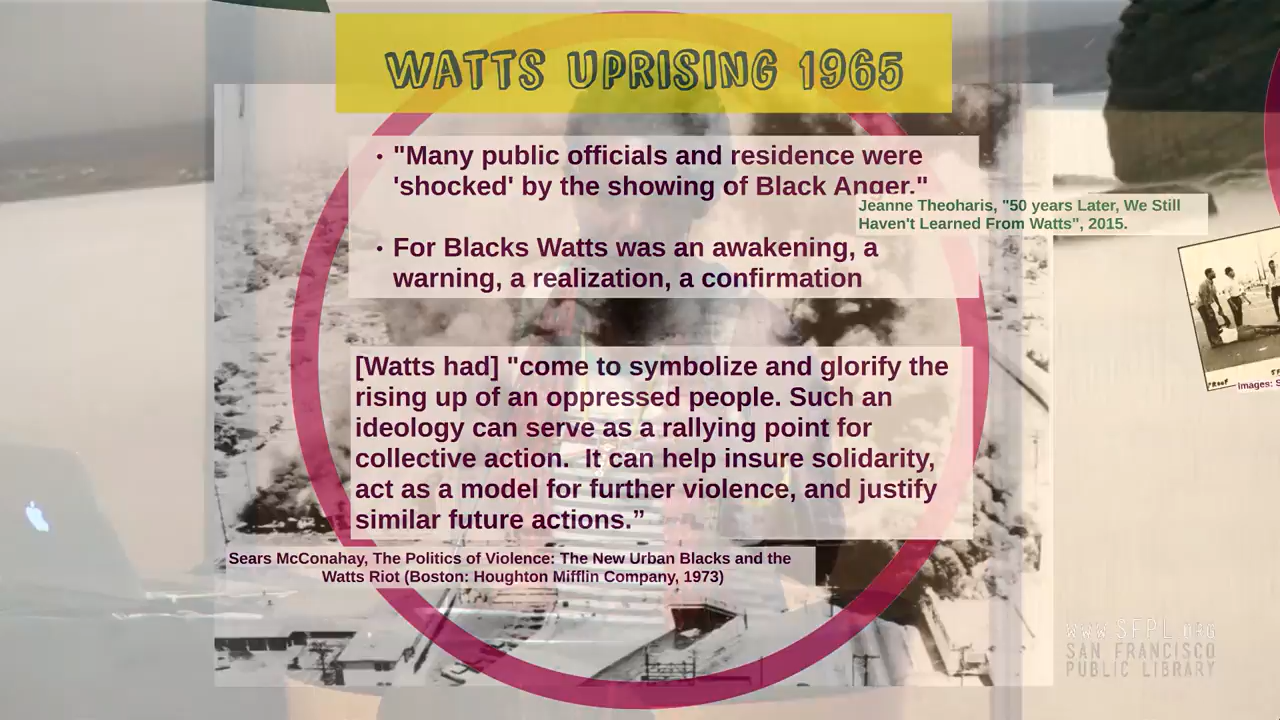 WATTS UPRISING 1965
• "Many public officials and residence were
'shocked' by the showing of Black Anger."
Jeanne Theoharis, "50 years Later, We Still
Haven't Learned From Watts", 2015.
• For Blacks Watts was an awakening, a
warning, a realization, a confirmation
[Watts had] "come to symbolize and glorify the
rising up of an oppressed people. Such an
ideology can serve as a rallying point for
collective action. It can help insure solidarity,
act as a model for further violence, and justify
similar future actions.”
Sears McConahay, The Politics of Violence: The New Urban Blacks and the
Watts Riot (Boston: Houghton Mifflin Company, 1973)
Images:
WWW.SFPL.ORG
SAN FRANCISCO
PUBLIC LIBRARY